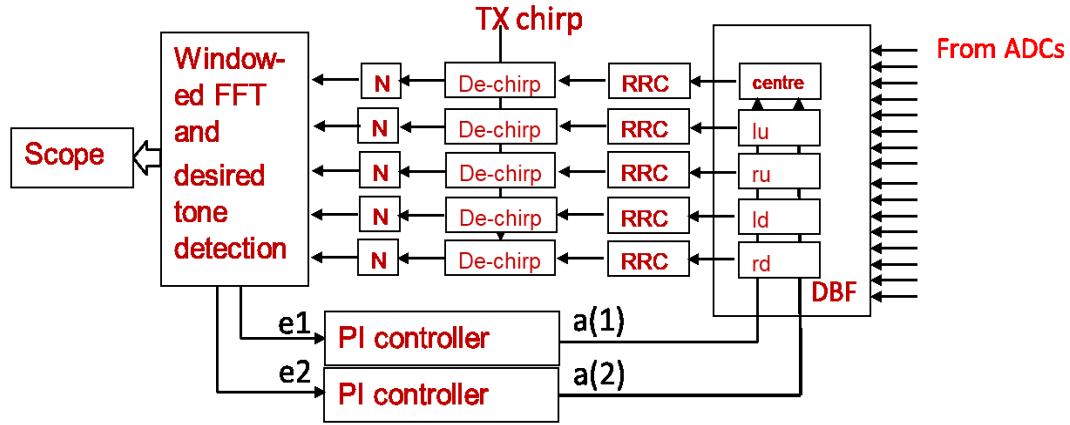 TX chirp
From ADCs
Window-
ed FFT
and
desired
tone
detection
Scope
N
De-chirp
RRC
centre
N
De-chirp
RRC
lu
N
De-chirp
RRC
ru
N
De-chirp
RRC
ld
N
De-chirp
RRC
rd
DBF
e1
PI controller
a(1)
e2
PI controller
a(2)